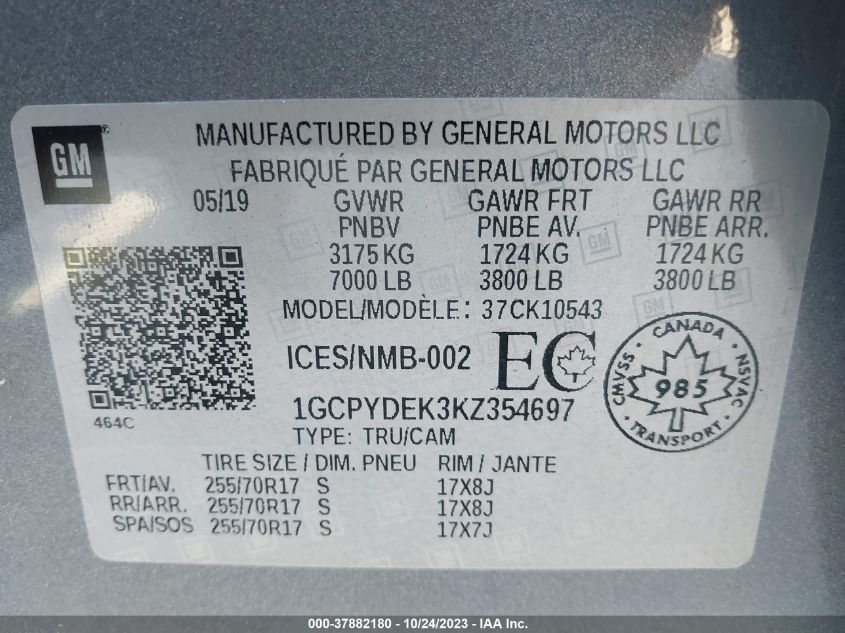 GM ®
MANUFACTURED BY GENERAL MOTORS LLC
FABRIQUÉ PAR GENERAL MOTORS LLC
05/19 GVWR GAWR FRT GAWR RR
PNBV PNBE AV. PNBE ARR.
3175 KG 1724 KG 1724 KG
7000 LB 3800 LB 3800 LB
MODEL/MODÈLE: 37CK10543
ICES/NMB-002 EC
CANADA
CMVSS 985 NSVAC
TRANSPORT
464C
1GCPYDEK3KZ354697
TYPE: TRU/CAM
TIRE SIZE / DIM. PNEU RIM / JANTE
FRT/AV. 255/70R17 S 17X8J
RR/ARR. 255/70R17 S 17X8J
SPA/SOS 255/70R17 S 17X7J
000-37882180 - 10/24/2023 - IAA Inc.